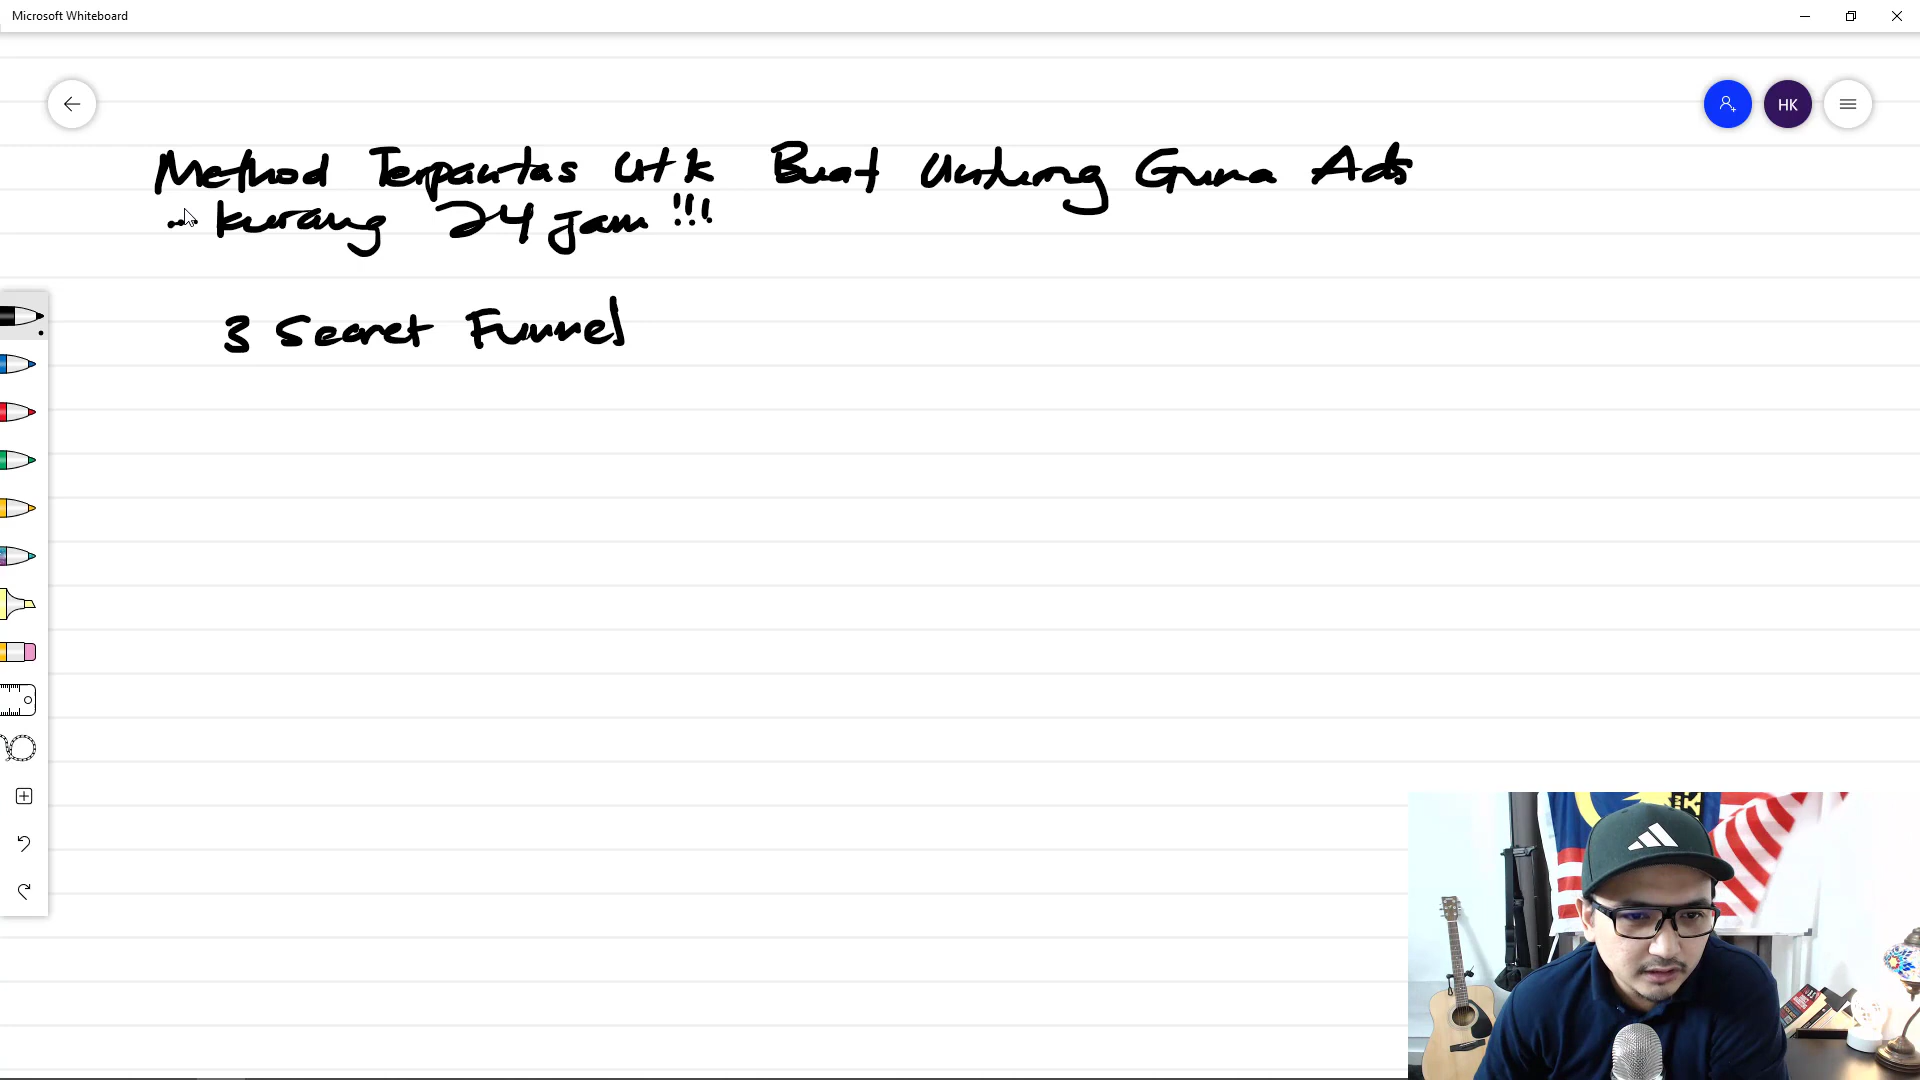 Microsoft Whiteboard
HK
Method Terpantas Utk Buat Untung Guna Ads
... kurang 24 jam !!!
3 Secret Funnel